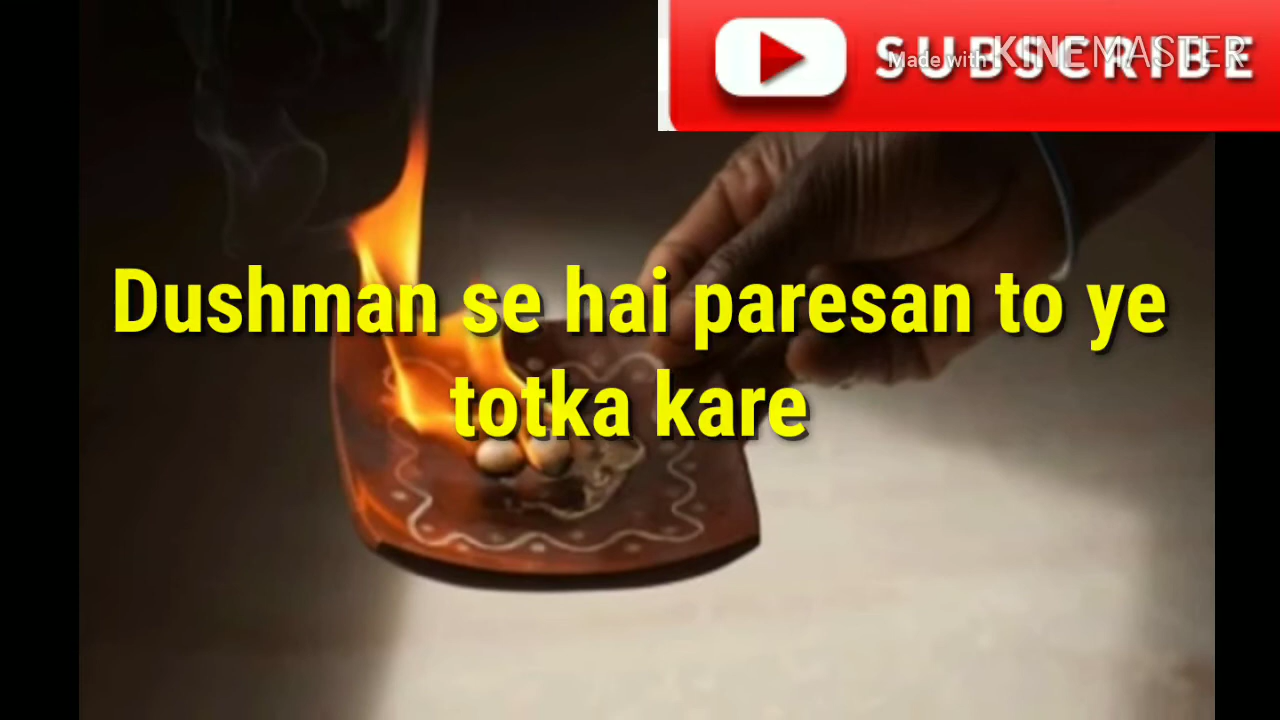 SUBSCRIBE
Made with KINEMASTER
Dushman se hai paresan to ye
totka kare